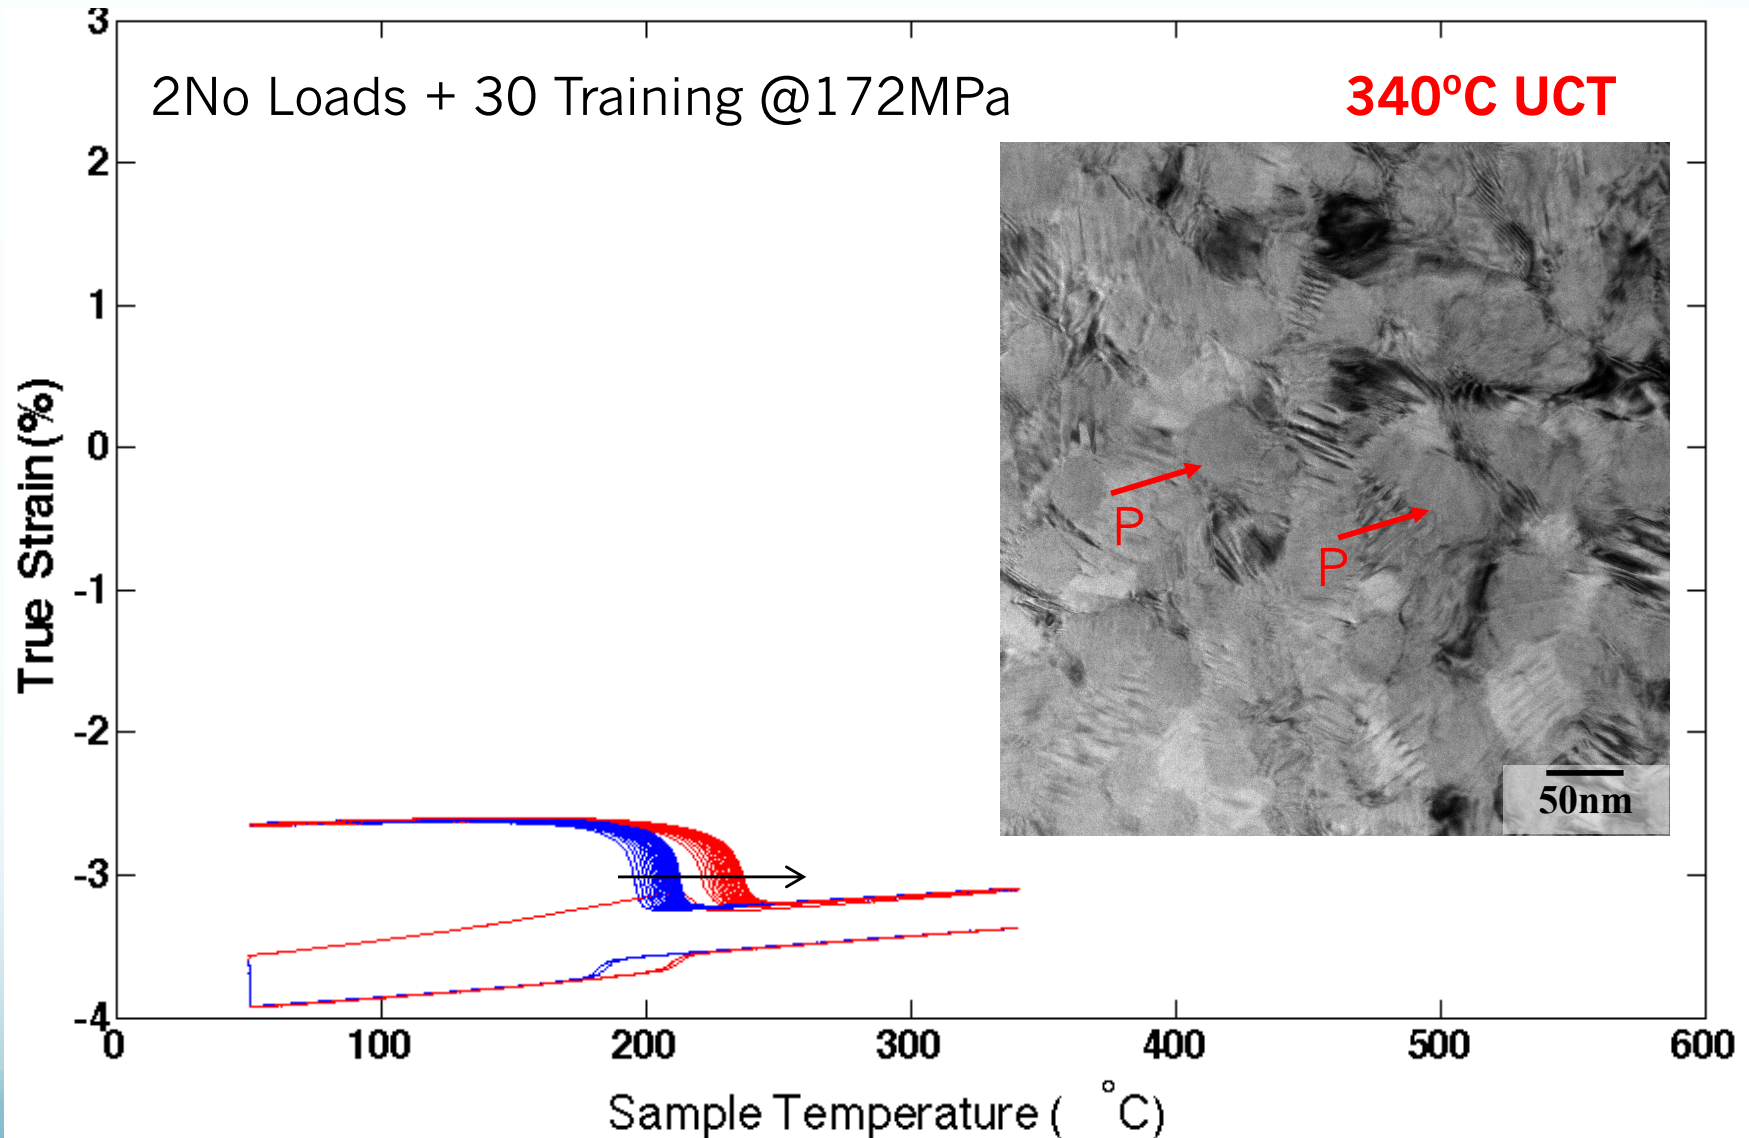 2No Loads + 30 Training @172MPa
340ºC UCT
3
2
1
0
-1
-2
-3
-4
True Strain(%)
P
P
50nm
0 100 200 300 400 500 600
Sample Temperature ( °C)